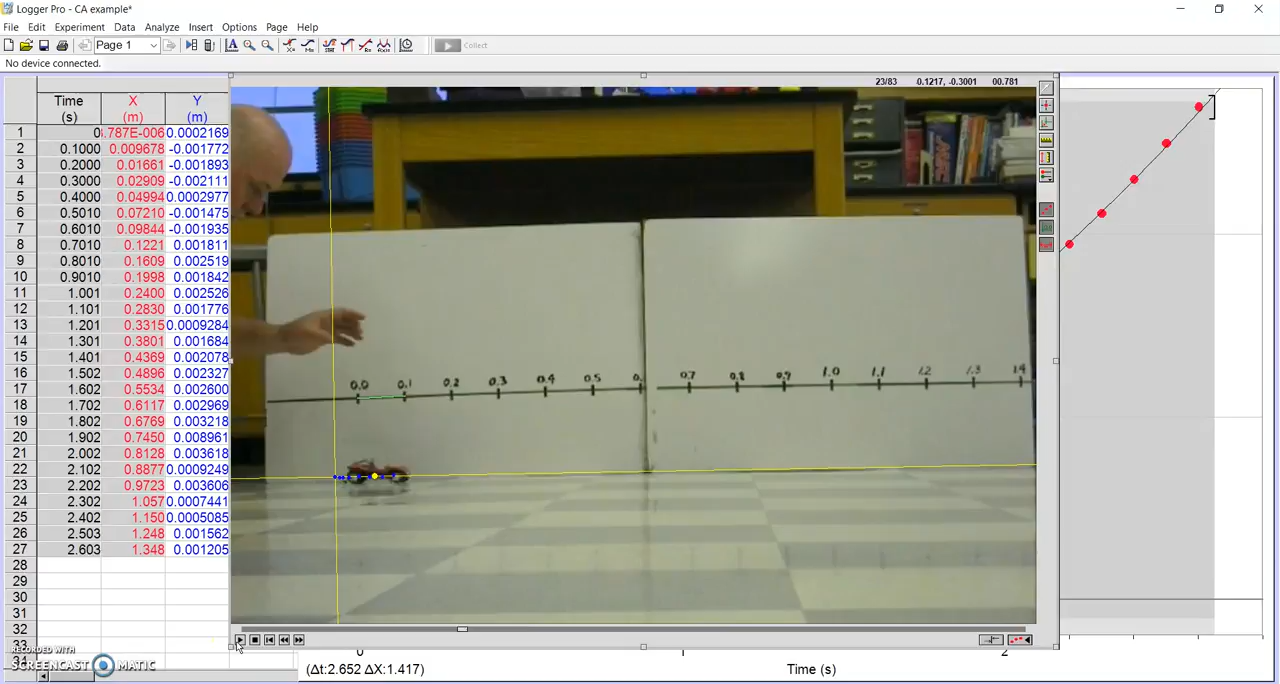 Logger Pro - CA example*
File Edit Experiment Data Analyze Insert Options Page Help
Page 1
Collect
No device connected.
23/83 0.1217, -0.3001 00.781
Time X Y
(s) (m) (m)
1 0 .787E-006 0.0002169
2 0.1000 0.009678 -0.001772
3 0.2000 0.01661 -0.001893
4 0.3000 0.02909 -0.002111
5 0.4000 0.04994 0.0002977
6 0.5010 0.07210 -0.001475
7 0.6010 0.09844 -0.001935
8 0.7010 0.1221 0.001811
9 0.8010 0.1609 0.002519
10 0.9010 0.1998 0.001842
11 1.001 0.2400 0.002526
12 1.101 0.2830 0.001776
13 1.201 0.3315 0.0009284
14 1.301 0.3801 0.001684
15 1.401 0.4369 0.002078
16 1.502 0.4896 0.002327
17 1.602 0.5534 0.002600
18 1.702 0.6117 0.002969
19 1.802 0.6769 0.003218
20 1.902 0.7450 0.008961
21 2.002 0.8128 0.003618
22 2.102 0.8877 0.0009249
23 2.202 0.9723 0.003606
24 2.302 1.057 0.0007441
25 2.402 1.150 0.0005085
26 2.503 1.248 0.001562
27 2.603 1.348 0.001205
28
29
30
31
32
33
34
0.0 0.1 0.2 0.3 0.4 0.5 0. 0.7 0.8 0.9 1.0 1.1 1.2 1.3 1.4
RECORDED WITH
SCREENCAST MATIC
0 1 2
(Δt:2.652 ΔX:1.417) Time (s)